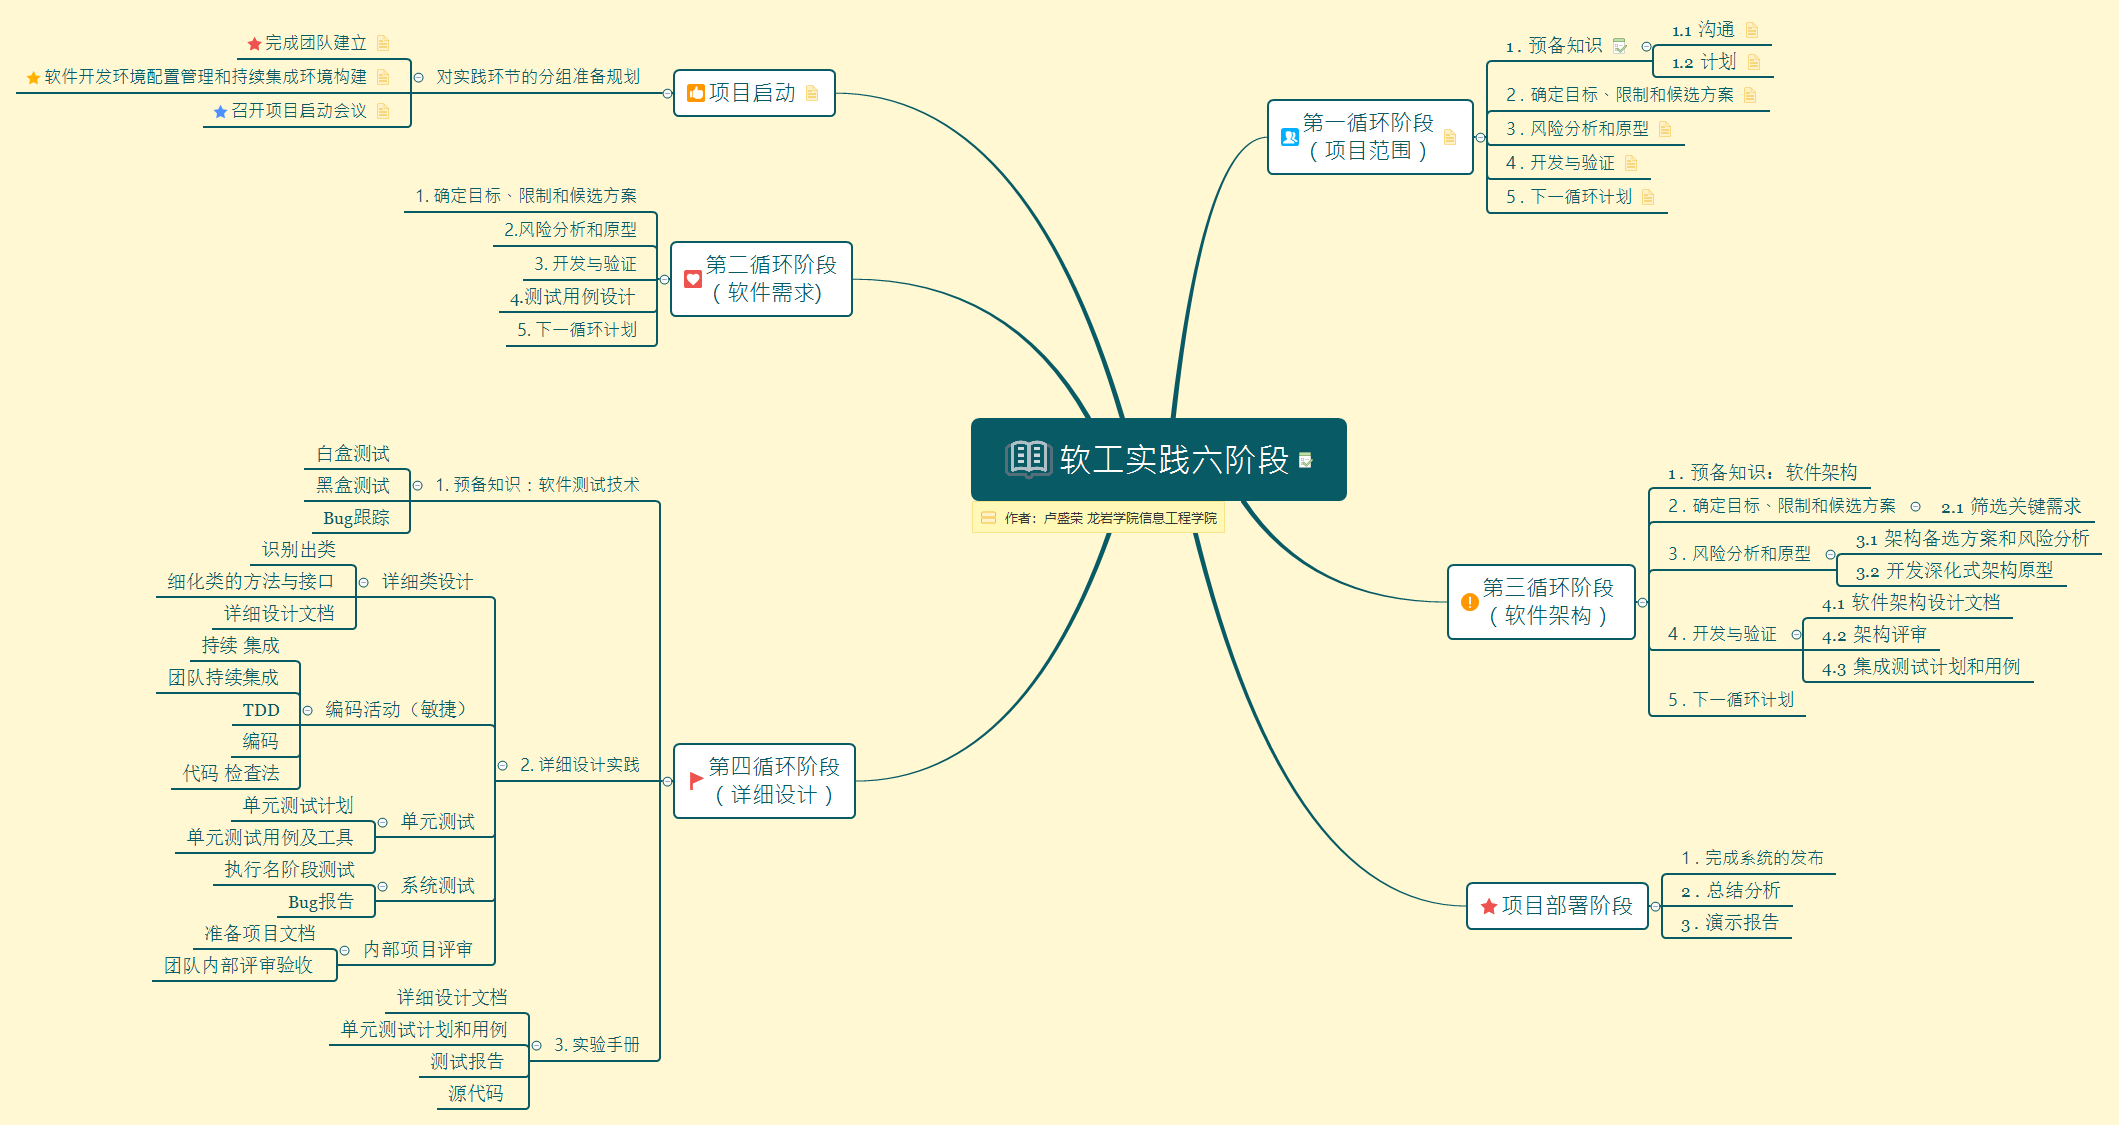 软工实践六阶段
作者：卢盛荣 龙岩学院信息工程学院
项目启动
对实践环节的分组准备规划
完成团队建立
软件开发环境配置管理和持续集成环境构建
召开项目启动会议
第一循环阶段
（项目范围）
1 . 预备知识
1.1 沟通
1.2 计划
2 . 确定目标、限制和候选方案
3 . 风险分析和原型
4 . 开发与验证
5 . 下一循环计划
第二循环阶段
（软件需求)
1. 确定目标、限制和候选方案
2.风险分析和原型
3. 开发与验证
4.测试用例设计
5. 下一循环计划
第三循环阶段
（软件架构）
1 . 预备知识：软件架构
2 . 确定目标、限制和候选方案
2.1 筛选关键需求
3 . 风险分析和原型
3.1 架构备选方案和风险分析
3.2 开发深化式架构原型
4 . 开发与验证
4.1 软件架构设计文档
4.2 架构评审
4.3 集成测试计划和用例
5 . 下一循环计划
第四循环阶段
（详细设计）
1. 预备知识：软件测试技术
白盒测试
黑盒测试
Bug跟踪
2. 详细设计实践
详细类设计
识别出类
细化类的方法与接口
详细设计文档
编码活动（敏捷）
持续 集成
团队持续集成
TDD
编码
代码 检查法
单元测试
单元测试计划
单元测试用例及工具
系统测试
执行名阶段测试
Bug报告
内部项目评审
准备项目文档
团队内部评审验收
3. 实验手册
详细设计文档
单元测试计划和用例
测试报告
源代码
项目部署阶段
1 . 完成系统的发布
2 . 总结分析
3 . 演示报告